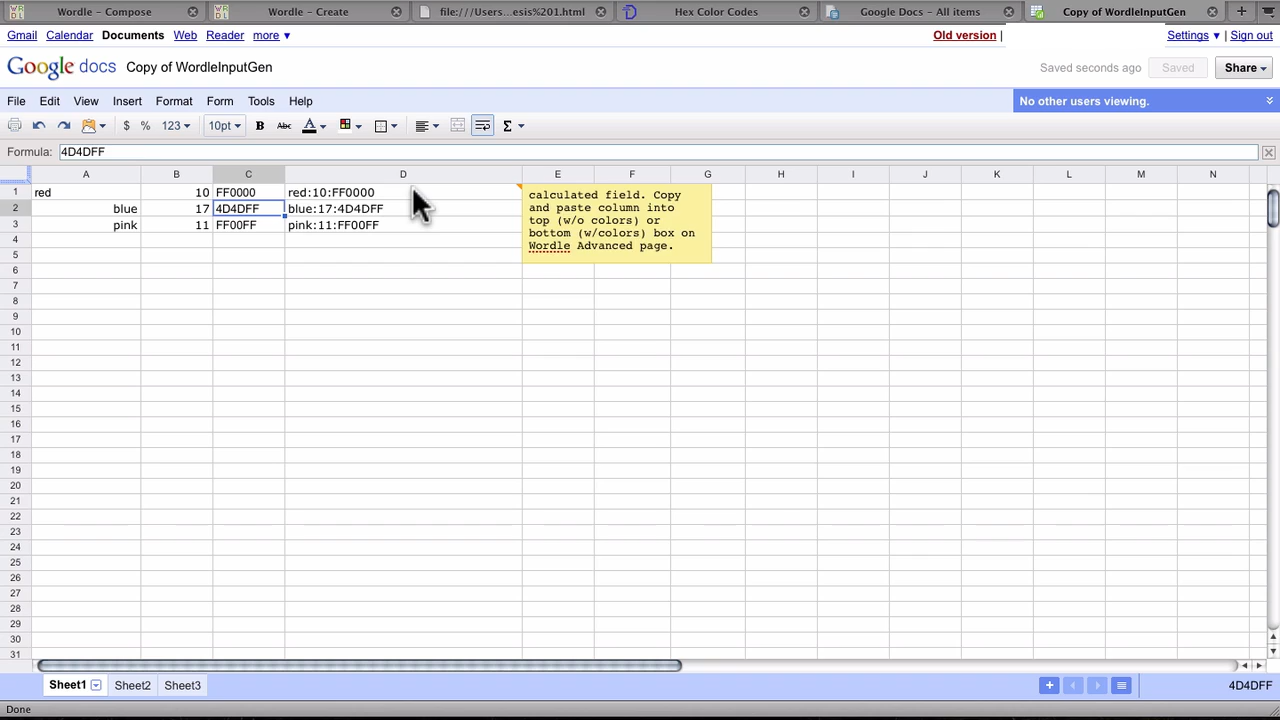 Wordle - Compose Wordle - Create file:///Users...esis%201.html Hex Color Codes Google Docs - All items Copy of WordleInputGen
Gmail Calendar Documents Web Reader more ▼ Old version | Settings ▼ | Sign out
Google docs Copy of WordleInputGen Saved seconds ago Saved Share
File Edit View Insert Format Form Tools Help No other users viewing.
$ % 123 10pt B Abc A Σ
Formula: 4D4DFF
A B C D E F G H I J K L M N
1 red 10 FF0000 red:10:FF0000
2 blue 17 4D4DFF blue:17:4D4DFF
3 pink 11 FF00FF pink:11:FF00FF
calculated field. Copy
and paste column into
top (w/o colors) or
bottom (w/colors) box on
Wordle Advanced page.
4
5
6
7
8
9
10
11
12
13
14
15
16
17
18
19
20
21
22
23
24
25
26
27
28
29
30
31
Sheet1 Sheet2 Sheet3 4D4DFF
Done